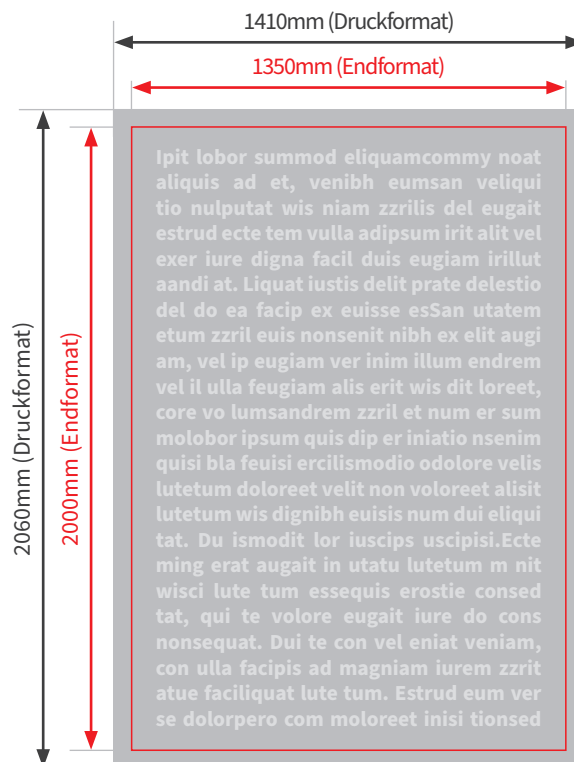 1410mm (Druckformat)
1350mm (Endformat)
2060mm (Druckformat)
2000mm (Endformat)
Ipit lobor summod eliquamcommy noat
aliquis ad et, venibh eumsan veliqui
tio nulputat wis niam zzrilis del eugait
estrud ecte tem vulla adipsum irit alit vel
exer iure digna facil duis eugiam irillut
aandi at. Liquat iustis delit prate delestio
del do ea facip ex euisse esSan utatem
etum zzril euis nonsenit nibh ex elit augi
am, vel ip eugiam ver inim illum endrem
vel il ulla feugiam alis erit wis dit loreet,
core vo lumsandrem zzril et num er sum
molobor ipsum quis dip er iniatio nsenim
quisi bla feuisi ercilismodio odolore velis
lutetum doloreet velit non voloreet alisit
lutetum wis dignibh euisis num dui eliqui
tat. Du ismodit lor iuscips uscipisi.Ecte
ming erat augait in utatu lutetum m nit
wisci lute tum essequis erostie consed
tat, qui te volore eugait iure do cons
nonsequat. Dui te con vel eniat veniam,
con ulla facipis ad magniam iurem zzrit
atue faciliquat lute tum. Estrud eum ver
se dolorpero com moloreet inisi tionsed